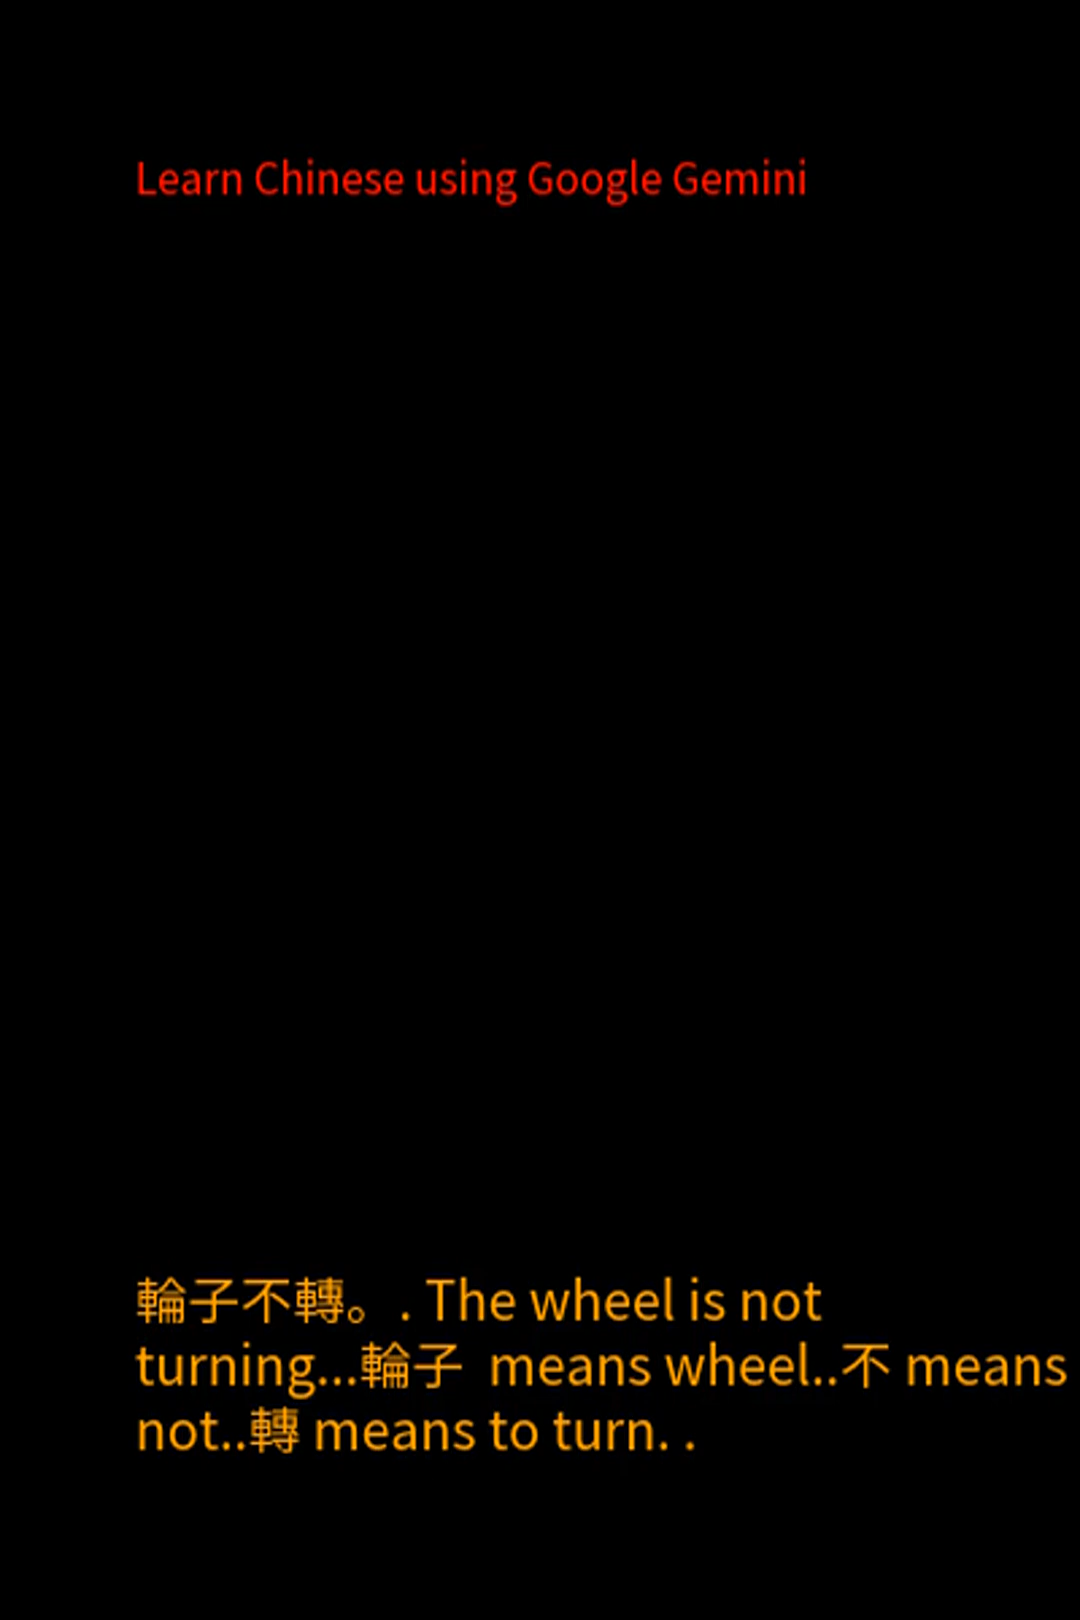 Learn Chinese using Google Gemini
輪子不轉。. The wheel is not
turning...輪子 means wheel..不 means
not..轉 means to turn. .